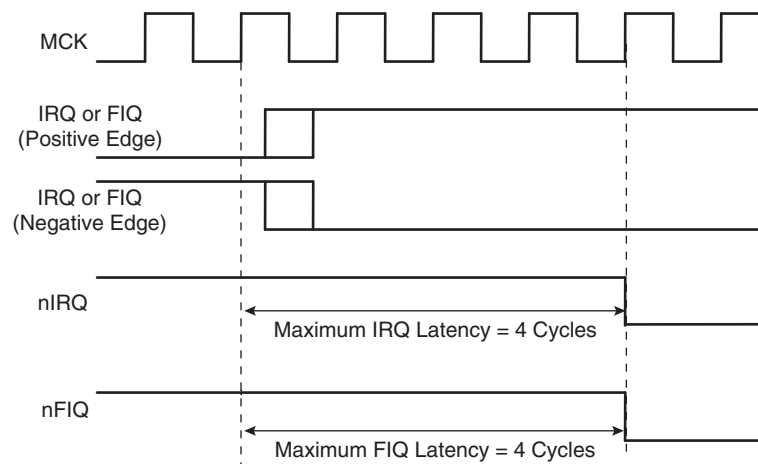 MCK
IRQ or FIQ
(Positive Edge)
IRQ or FIQ
(Negative Edge)
nIRQ
Maximum IRQ Latency = 4 Cycles
nFIQ
Maximum FIQ Latency = 4 Cycles